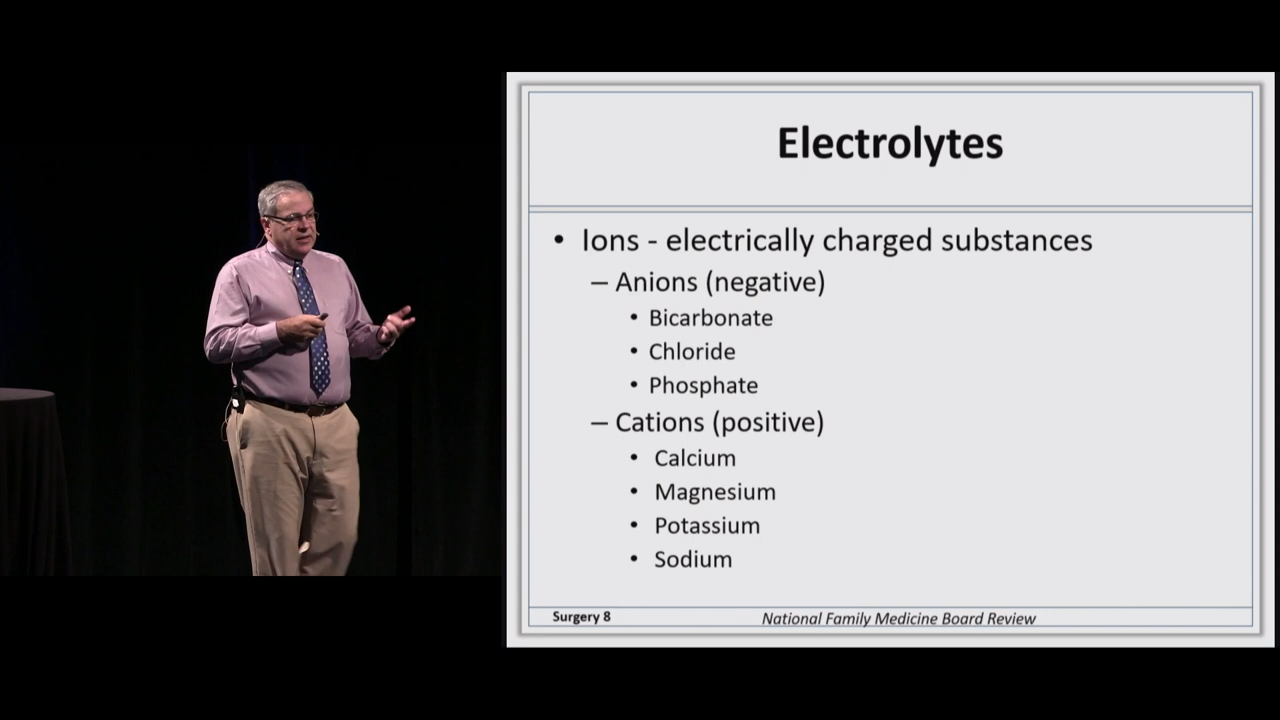 Electrolytes
• Ions - electrically charged substances
– Anions (negative)
• Bicarbonate
• Chloride
• Phosphate
– Cations (positive)
• Calcium
• Magnesium
• Potassium
• Sodium
Surgery 8
National Family Medicine Board Review